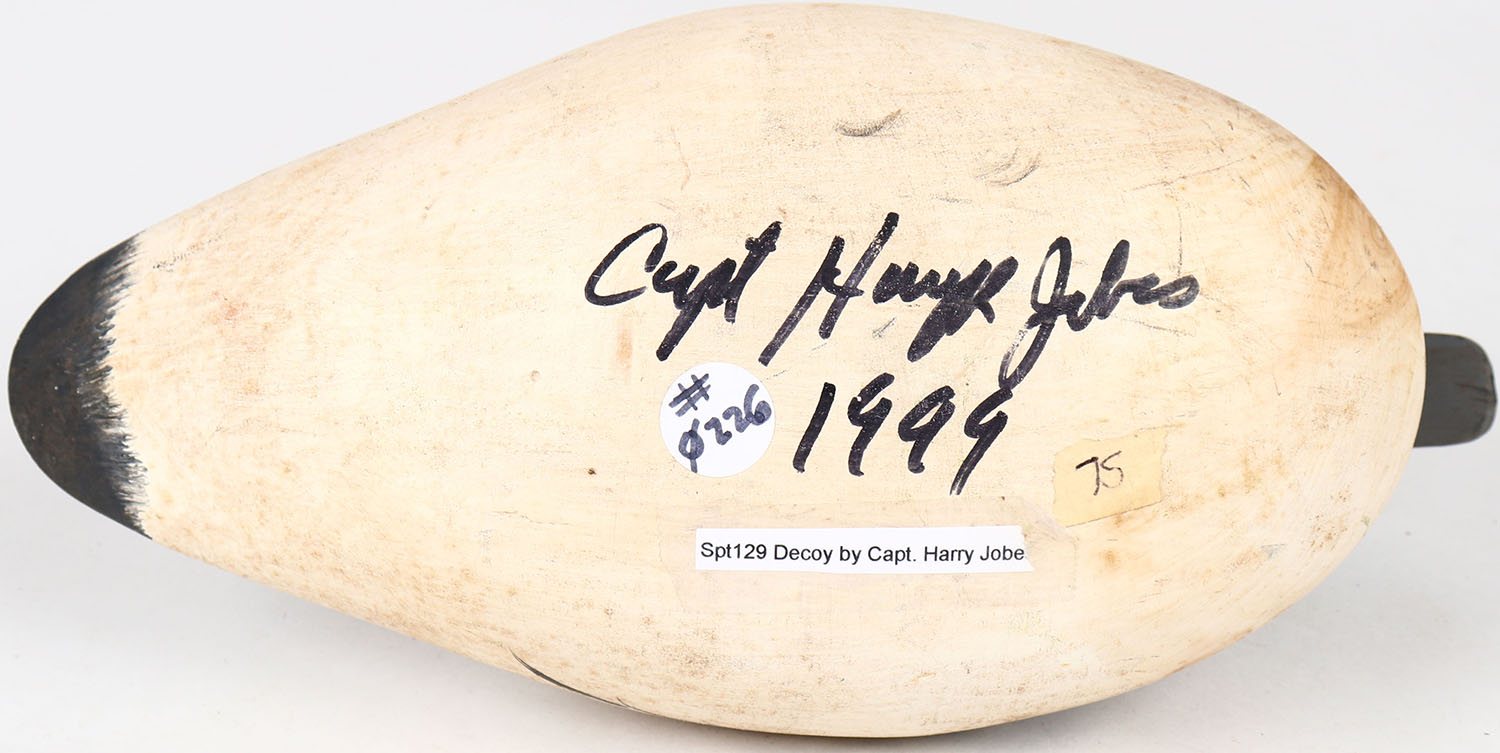 Capt Harry Jobes
1999
#
0226
75
Spt129 Decoy by Capt. Harry Jobe